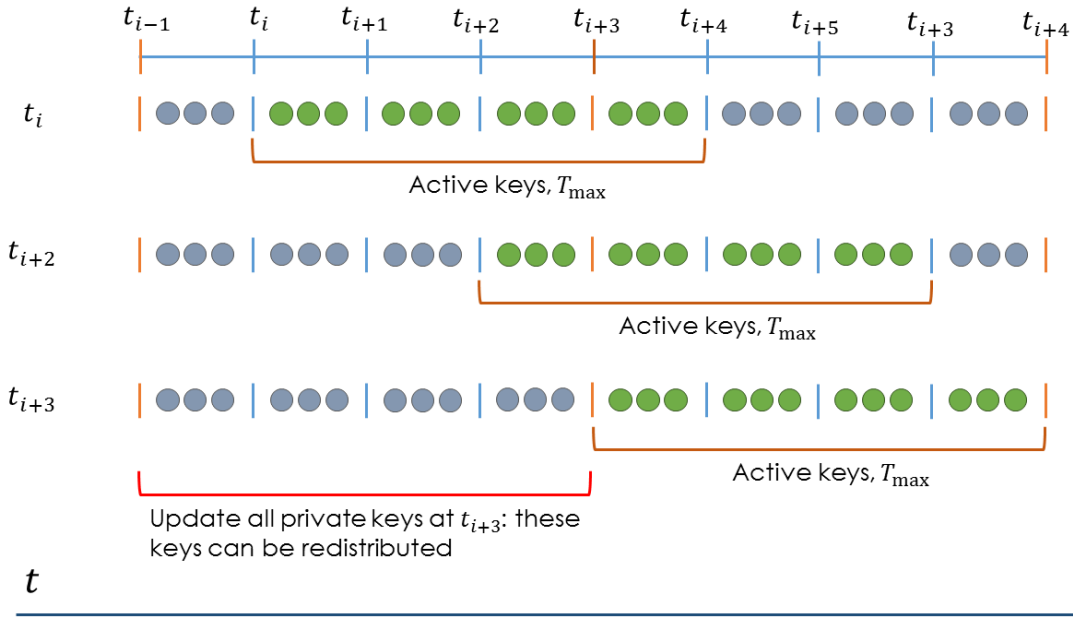 t_{i-1} t_i t_{i+1} t_{i+2} t_{i+3} t_{i+4} t_{i+5} t_{i+3} t_{i+4}
t_i
Active keys, T_max
t_{i+2}
Active keys, T_max
t_{i+3}
Active keys, T_max
Update all private keys at t_{i+3}: these
keys can be redistributed
t